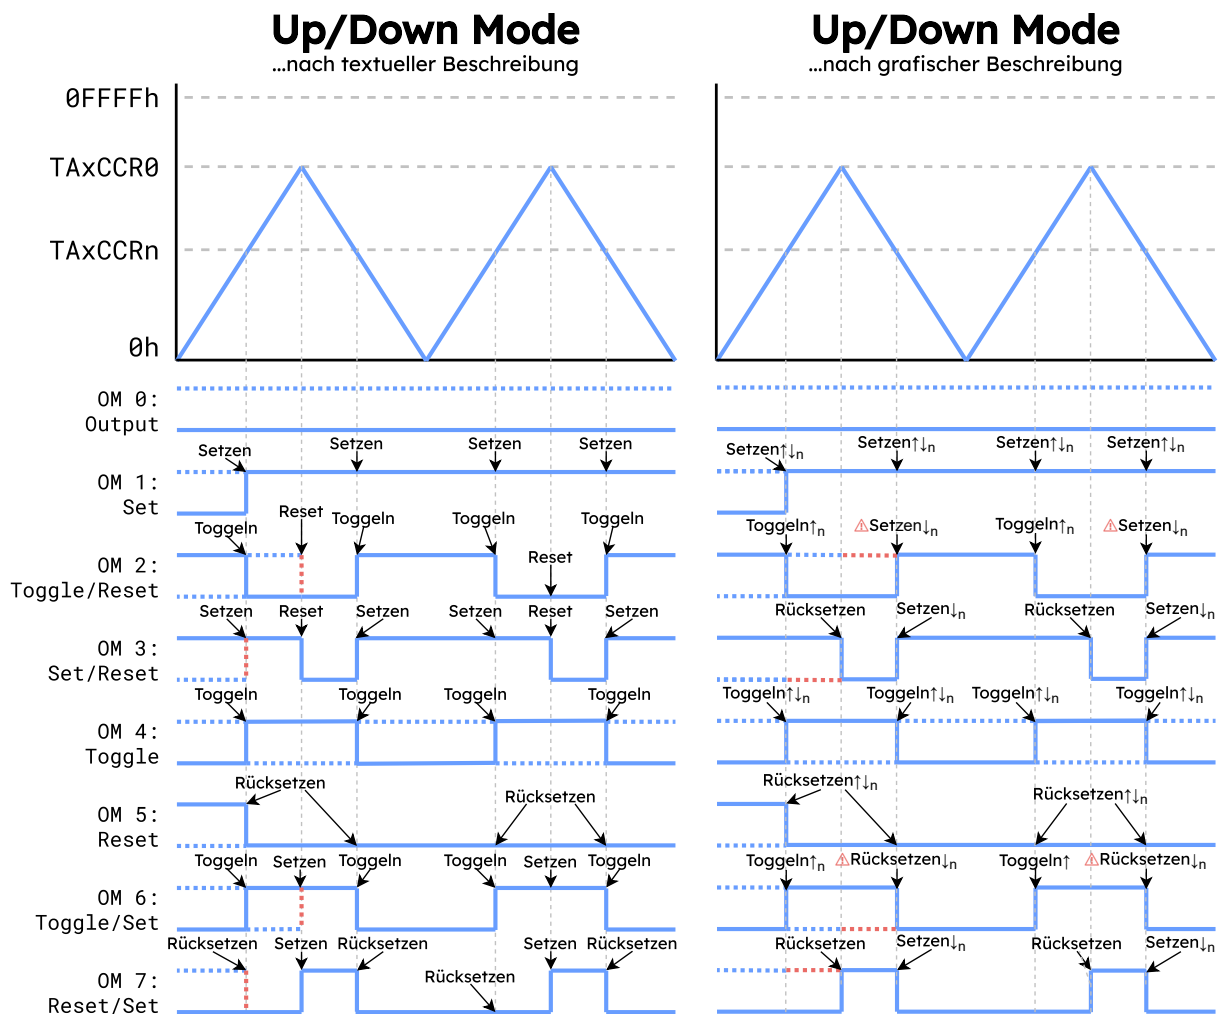 Up/Down Mode
...nach textueller Beschreibung
Up/Down Mode
...nach grafischer Beschreibung
0FFFFh
TAxCCR0
TAxCCRn
0h
OM 0:
Output
OM 1:
Set
Setzen
Setzen
Setzen
Setzen
Setzen↑↓n
Setzen↑↓n
Setzen↑↓n
Setzen↑↓n
OM 2:
Toggle/Reset
Toggeln
Reset
Toggeln
Toggeln
Reset
Toggeln
Toggeln↑n
⚠Setzen↓n
Toggeln↑n
⚠Setzen↓n
OM 3:
Set/Reset
Setzen
Reset
Setzen
Setzen
Reset
Setzen
Rücksetzen
Setzen↓n
Rücksetzen
Setzen↓n
OM 4:
Toggle
Toggeln
Toggeln
Toggeln
Toggeln
Toggeln↑↓n
Toggeln↑↓n
Toggeln↑↓n
Toggeln↑↓n
OM 5:
Reset
Rücksetzen
Rücksetzen
Rücksetzen↑↓n
Rücksetzen↑↓n
OM 6:
Toggle/Set
Toggeln
Setzen
Toggeln
Toggeln
Setzen
Toggeln
Toggeln↑n
⚠Rücksetzen↓n
Toggeln↑
⚠Rücksetzen↓n
OM 7:
Reset/Set
Rücksetzen
Setzen
Rücksetzen
Rücksetzen
Setzen
Rücksetzen
Rücksetzen
Setzen↓n
Rücksetzen
Setzen↓n